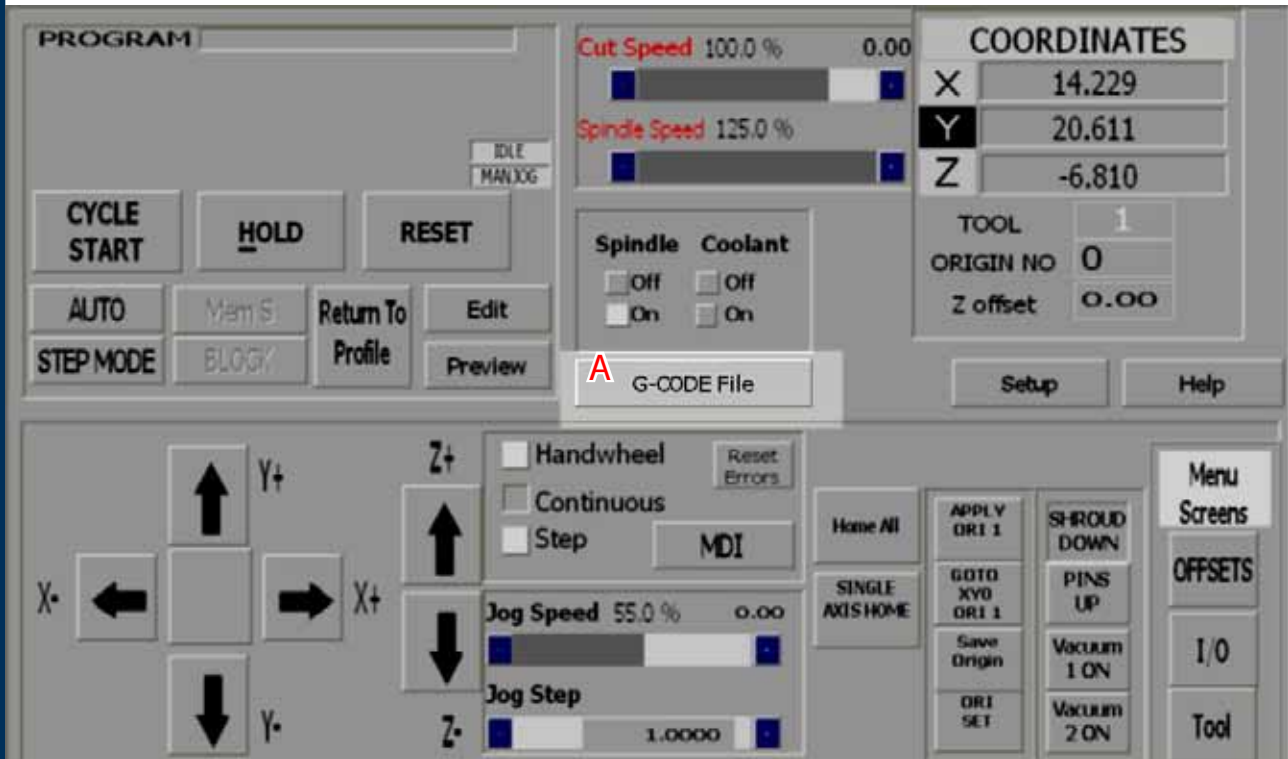 PROGRAM
IDLE
MANJOG
CYCLE
START
HOLD
RESET
AUTO
Mem S
Return To
Profile
Edit
STEP MODE
BLOCK
Preview
Cut Speed 100.0 % 0.00
Spindle Speed 125.0 %
Spindle Coolant
Off Off
On On
A G-CODE File
COORDINATES
X 14.229
Y 20.611
Z -6.810
TOOL 1
ORIGIN NO 0
Z offset 0.00
Setup
Help
Y+
X-
X+
Y-
Z+
Z-
Handwheel
Continuous
Step
Reset
Errors
MDI
Jog Speed 55.0 % 0.00
Jog Step
1.0000
Home All
SINGLE
AXIS HOME
APPLY
ORI 1
GOTO
XY0
ORI 1
Save
Origin
ORI
SET
SHROUD
DOWN
PINS
UP
Vacuum
1 ON
Vacuum
2 ON
Menu
Screens
OFFSETS
I/O
Tool